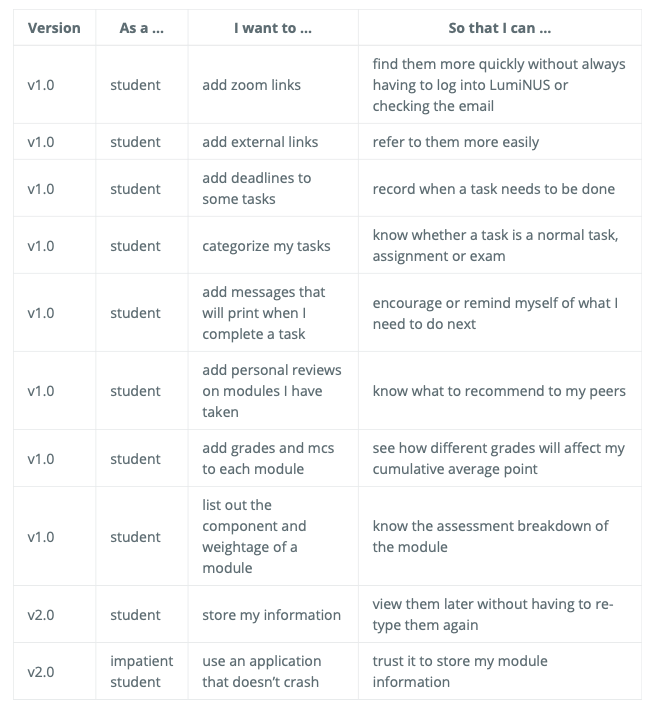 Version As a ... I want to ... So that I can ...
v1.0 student add zoom links find them more quickly without always
having to log into LumiNUS or
checking the email
v1.0 student add external links refer to them more easily
v1.0 student add deadlines to
some tasks record when a task needs to be done
v1.0 student categorize my tasks know whether a task is a normal task,
assignment or exam
v1.0 student add messages that
will print when I
complete a task encourage or remind myself of what I
need to do next
v1.0 student add personal reviews
on modules I have
taken know what to recommend to my peers
v1.0 student add grades and mcs
to each module see how different grades will affect my
cumulative average point
v1.0 student list out the
component and
weightage of a
module know the assessment breakdown of
the module
v2.0 student store my information view them later without having to re-
type them again
v2.0 impatient
student use an application
that doesn't crash trust it to store my module
information